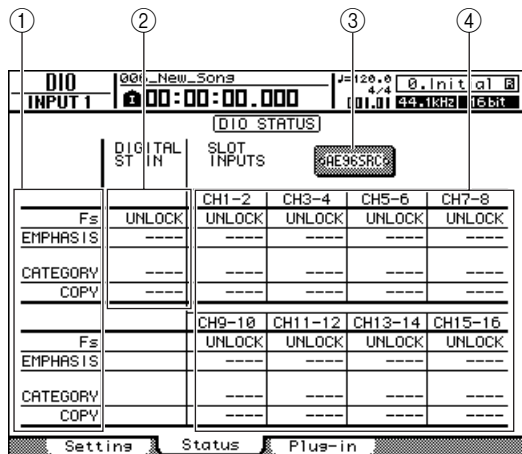 ① ② ③ ④
DIO
INPUT 1
006_New_Song
00:00:00.000
♩=120.0
4/4
001.01
0.Init al
44.1kHz 16bit
DIO STATUS
DIGITAL
ST IN
SLOT
INPUTS
AE96SRC
CH1-2 CH3-4 CH5-6 CH7-8
Fs UNLOCK UNLOCK UNLOCK UNLOCK UNLOCK
EMPHASIS ---- ---- ---- ---- ----
CATEGORY ---- ---- ---- ---- ----
COPY ---- ---- ---- ---- ----
CH9-10 CH11-12 CH13-14 CH15-16
Fs UNLOCK UNLOCK UNLOCK UNLOCK
EMPHASIS ---- ---- ---- ----
CATEGORY ---- ---- ---- ----
COPY ---- ---- ---- ----
Setting Status Plug-in